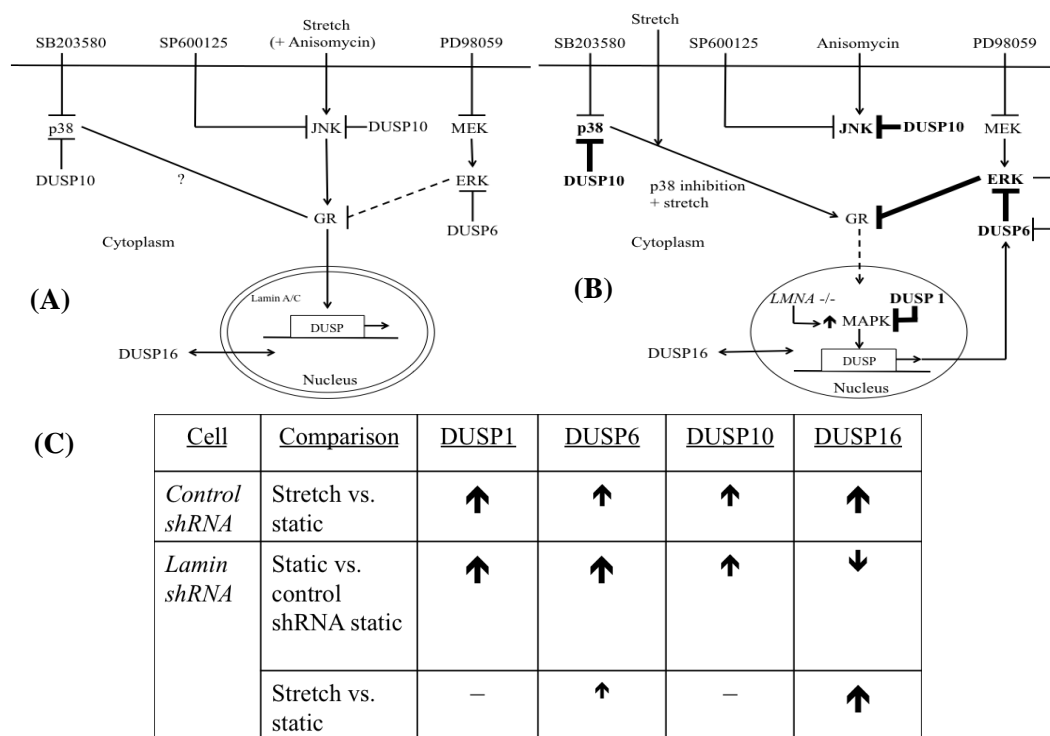 Stretch
(+ Anisomycin)
SB203580
SP600125
PD98059
p38
JNK
DUSP10
MEK
DUSP10
?
ERK
GR
DUSP6
Cytoplasm
(A)
Lamin A/C
DUSP
DUSP16
Nucleus
Stretch
SB203580
SP600125
Anisomycin
PD98059
p38
JNK
DUSP10
MEK
DUSP10
ERK
p38 inhibition
+ stretch
GR
DUSP6
Cytoplasm
(B)
LMNA -/-
DUSP 1
MAPK
DUSP16
DUSP
Nucleus
(C)
Cell Comparison DUSP1 DUSP6 DUSP10 DUSP16
Control Stretch vs.
shRNA static
Lamin Static vs.
shRNA control
shRNA static
Stretch vs. – –
static